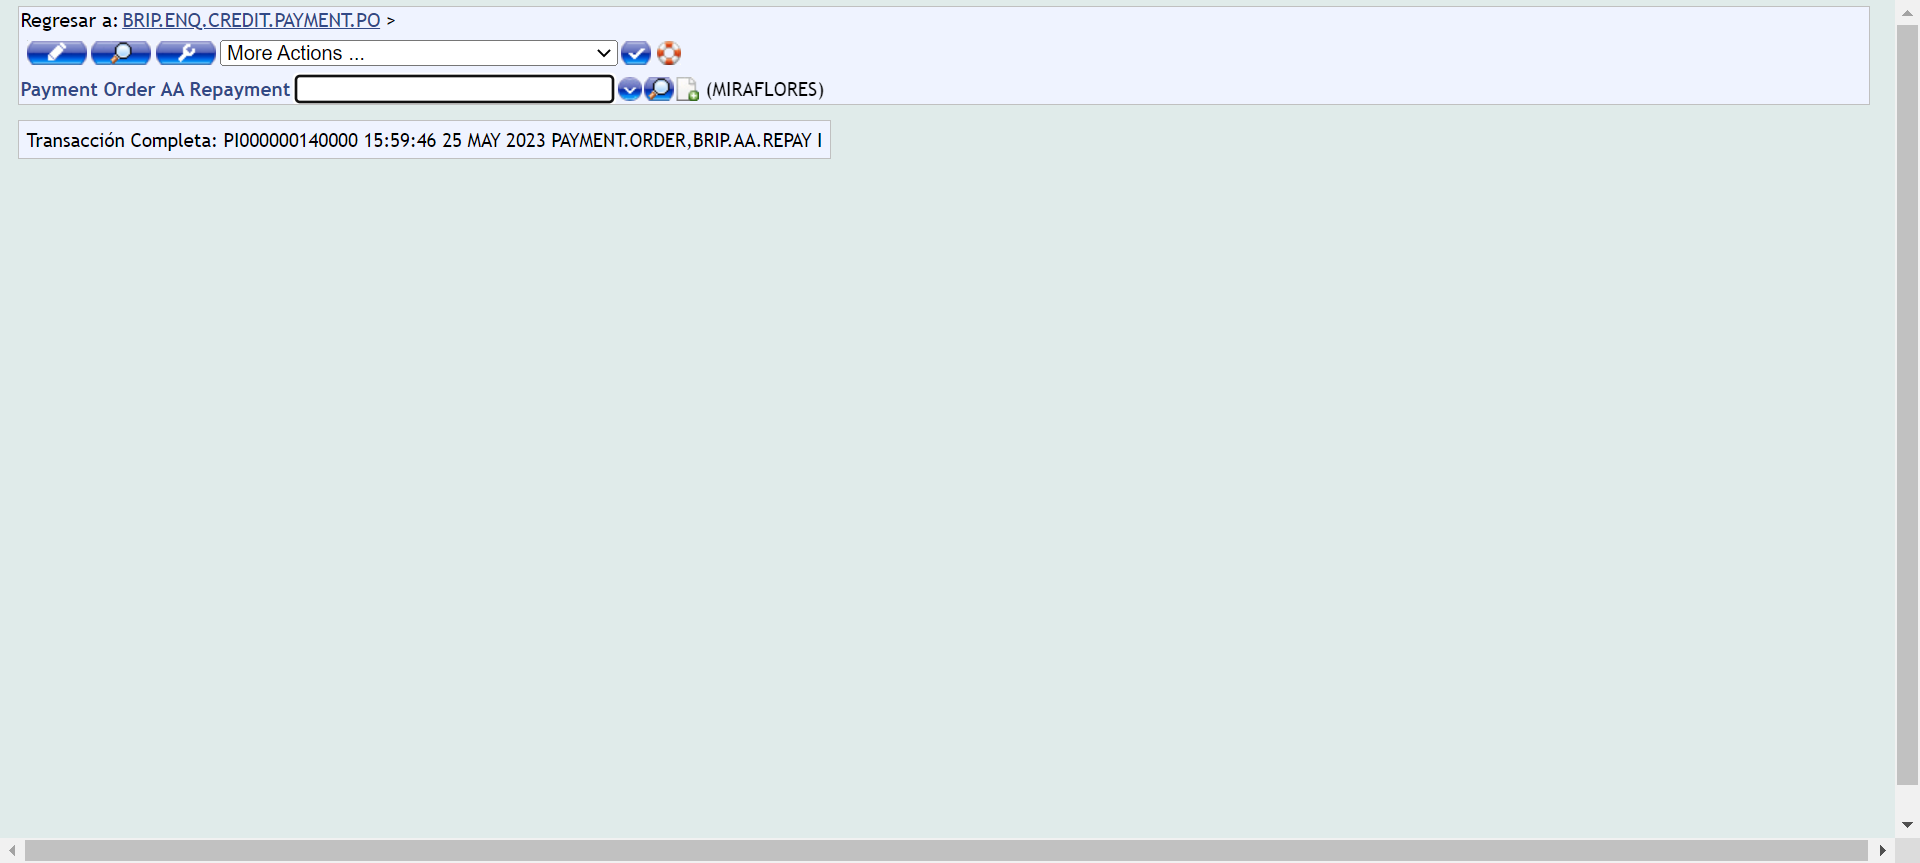 Regresar a: BRIP.ENQ.CREDIT.PAYMENT.PO >
More Actions ...
Payment Order AA Repayment (MIRAFLORES)
Transacción Completa: PI000000140000 15:59:46 25 MAY 2023 PAYMENT.ORDER,BRIP.AA.REPAY I